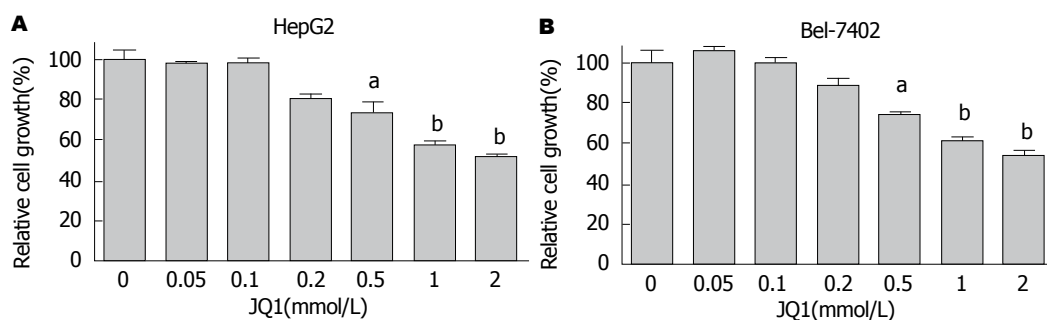 A
HepG2
Relative cell growth(%)
100
80
60
40
20
0
a
b
b
0 0.05 0.1 0.2 0.5 1 2
JQ1(mmol/L)
B
Bel-7402
Relative cell growth(%)
100
80
60
40
20
0
a
b
b
0 0.05 0.1 0.2 0.5 1 2
JQ1(mmol/L)